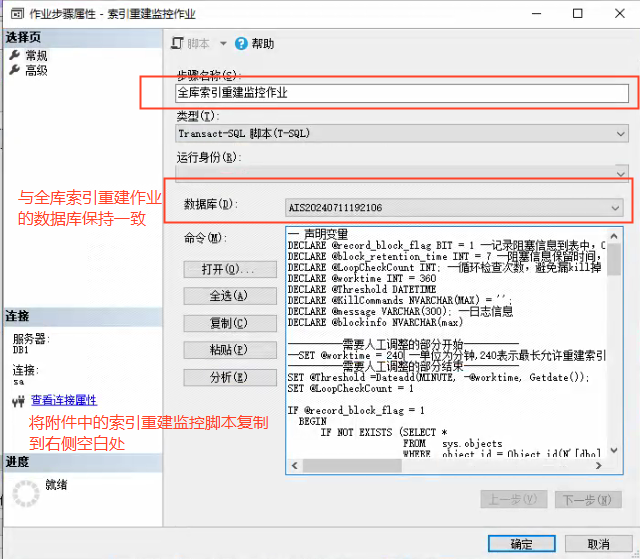 作业步骤属性 - 索引重建监控作业
选择页
常规
高级
脚本
帮助
步骤名称(S):
全库索引重建监控作业
类型(T):
Transact-SQL 脚本(T-SQL)
运行身份(R):
与全库索引重建作业
的数据库保持一致
数据库(D):
AIS20240711192106
命令(M):
打开(O)...
全选(A)
复制(C)
粘贴(P)
分析(E)
— 声明变量
DECLARE @record_block_flag BIT = 1 —记录阻塞信息到表中,0
DECLARE @block_retention_time INT = 7 —阻塞信息保留时间,
DECLARE @LoopCheckCount INT; —循环检查次数, 避免漏kill掉
DECLARE @worktime INT = 360
DECLARE @Threshold DATETIME
DECLARE @KillCommands NVARCHAR(MAX) = '';
DECLARE @message VARCHAR(300); —日志信息
DECLARE @blockinfo NVARCHAR(max)
——————需要人工调整的部分开始——————
—SET @worktime = 240 —单位为分钟,240表示最长允许重建索引
——————需要人工调整的部分结束——————
SET @Threshold =Dateadd(MINUTE, -@worktime, Getdate());
SET @LoopCheckCount = 1
IF @record_block_flag = 1
BEGIN
IF NOT EXISTS (SELECT *
FROM sys.objects
WHERE object_id = Object_id(N'[dbo]
连接
服务器:
DB1
连接:
sa
查看连接属性
将附件中的索引重建监控脚本复制
到右侧空白处
进度
就绪
上一步(V)
下一步(N)
确定
取消